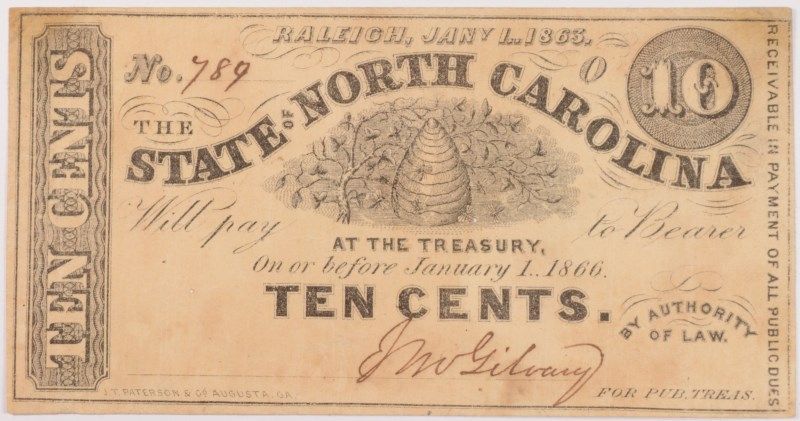 RALEIGH, JANY 1.. 1863.
No. 789
O
10
TEN CENTS
THE
STATE OF NORTH CAROLINA
Will pay to Bearer
AT THE TREASURY,
On or before January 1.. 1866.
TEN CENTS.
BY AUTHORITY
OF LAW.
FOR PUB. TREAS.
J.T. PATERSON & Co AUGUSTA, GA.
RECEIVABLE IN PAYMENT OF ALL PUBLIC DUES